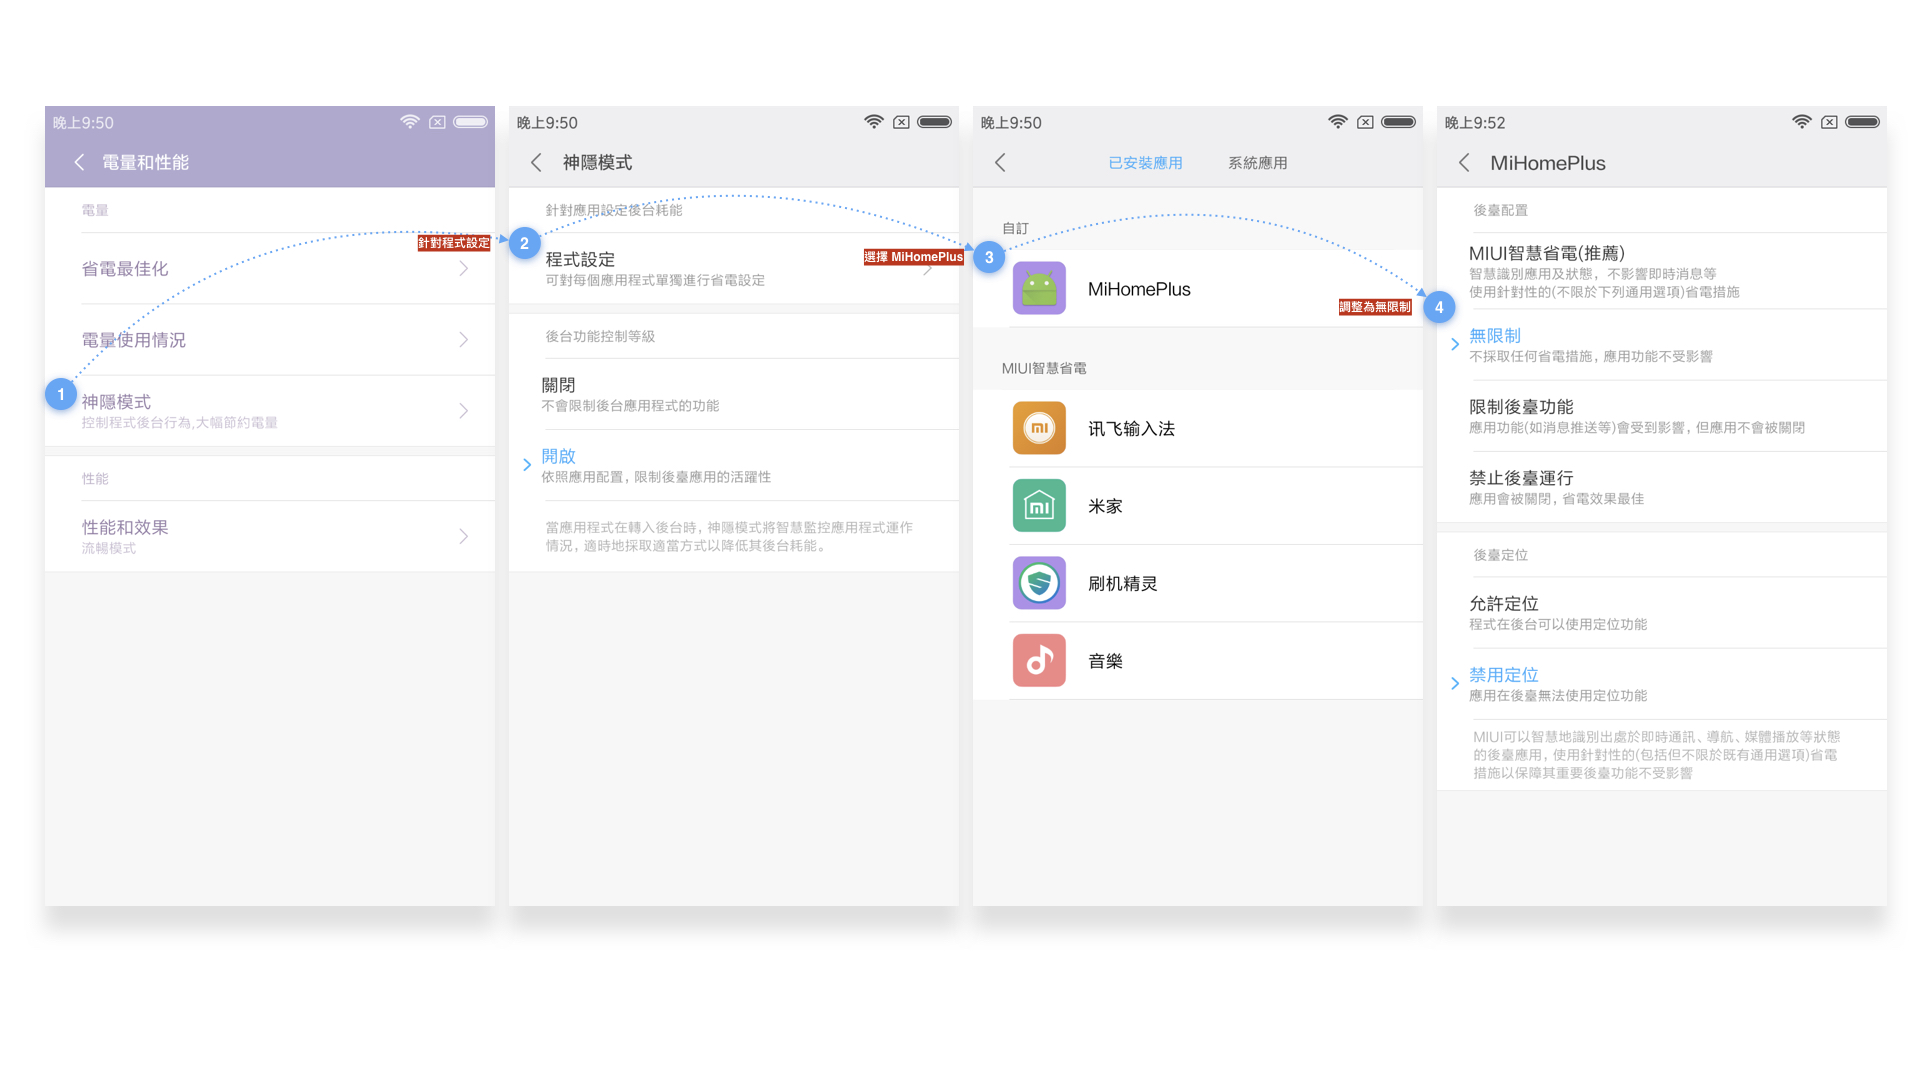 晚上9:50
電量和性能
電量
針對程式設定
省電最佳化
電量使用情況
1
神隱模式
控制程式後台行為,大幅節約電量
性能
性能和效果
流暢模式
晚上9:50
神隱模式
針對應用設定後台耗能
2
程式設定
選擇 MiHomePlus
可對每個應用程式單獨進行省電設定
後台功能控制等級
關閉
不會限制後台應用程式的功能
開啟
依照應用配置，限制後臺應用的活躍性
當應用程式在轉入後台時，神隱模式將智慧監控應用程式運作
情況，適時地採取適當方式以降低其後台耗能。
晚上9:50
已安裝應用
系統應用
自訂
3
MiHomePlus
調整為無限制
MIUI智慧省電
讯飞输入法
米家
刷机精灵
音樂
晚上9:52
MiHomePlus
後臺配置
MIUI智慧省電(推薦)
智慧識別應用及狀態，不影響即時消息等
使用針對性的(不限於下列通用選項)省電措施
4
無限制
不採取任何省電措施，應用功能不受影響
限制後臺功能
應用功能(如消息推送等)會受到影響，但應用不會被關閉
禁止後臺運行
應用會被關閉，省電效果最佳
後臺定位
允許定位
程式在後台可以使用定位功能
禁用定位
應用在後臺無法使用定位功能
MIUI可以智慧地識別出處於即時通訊、導航、媒體播放等狀態
的後臺應用，使用針對性的(包括但不限於既有通用選項)省電
措施以保障其重要後臺功能不受影響